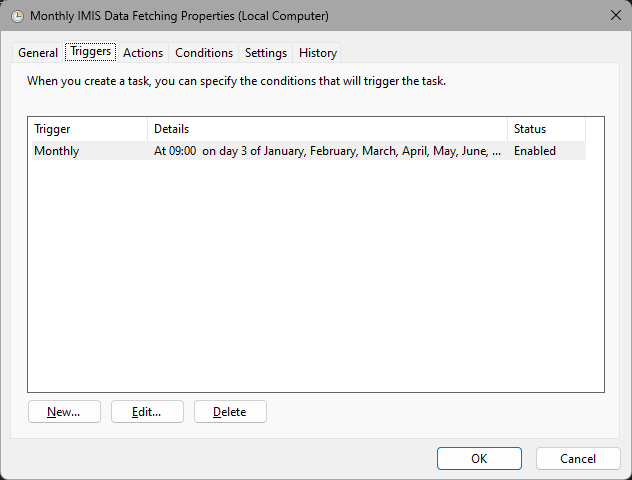 Monthly IMIS Data Fetching Properties (Local Computer)
General Triggers Actions Conditions Settings History
When you create a task, you can specify the conditions that will trigger the task.
Trigger Details Status
Monthly At 09:00 on day 3 of January, February, March, April, May, June, ... Enabled
New... Edit... Delete
OK Cancel